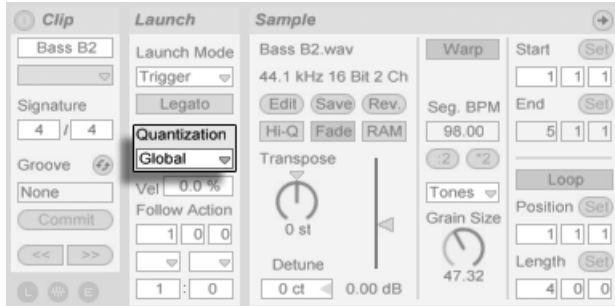 Clip
Bass B2
Signature
4 / 4
Groove
None
Commit
<< >>
L E
Launch
Launch Mode
Trigger
Legato
Quantization
Global
Vel 0.0 %
Follow Action
1 0 0
1 : 0
Sample
Bass B2.wav
44.1 kHz 16 Bit 2 Ch
Edit Save Rev.
Hi-Q Fade RAM
Transpose
0 st
Detune
0 ct 0.00 dB
Warp
Seg. BPM
98.00
:2 *2
Tones
Grain Size
47.32
Start Set
1 1 1
End Set
5 1 1
Loop
Position Set
1 1 1
Length Set
4 0 0